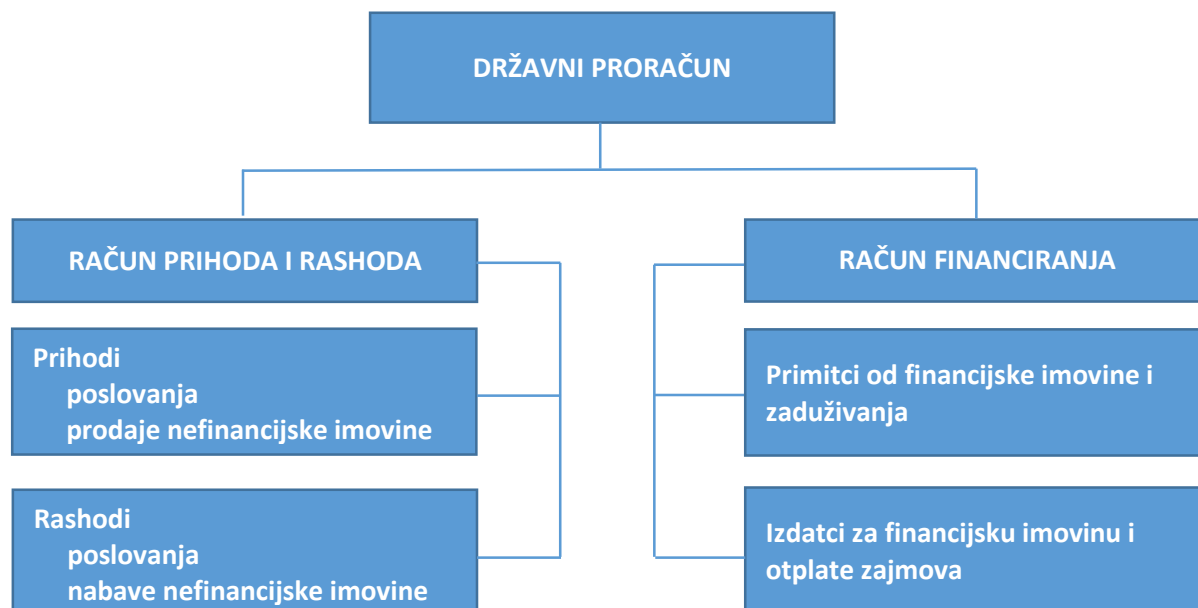 DRŽAVNI PRORAČUN
RAČUN PRIHODA I RASHODA
Prihodi
poslovanja
prodaje nefinancijske imovine
Rashodi
poslovanja
nabave nefinancijske imovine
RAČUN FINANCIRANJA
Primitci od financijske imovine i
zaduživanja
Izdatci za financijsku imovinu i
otplate zajmova